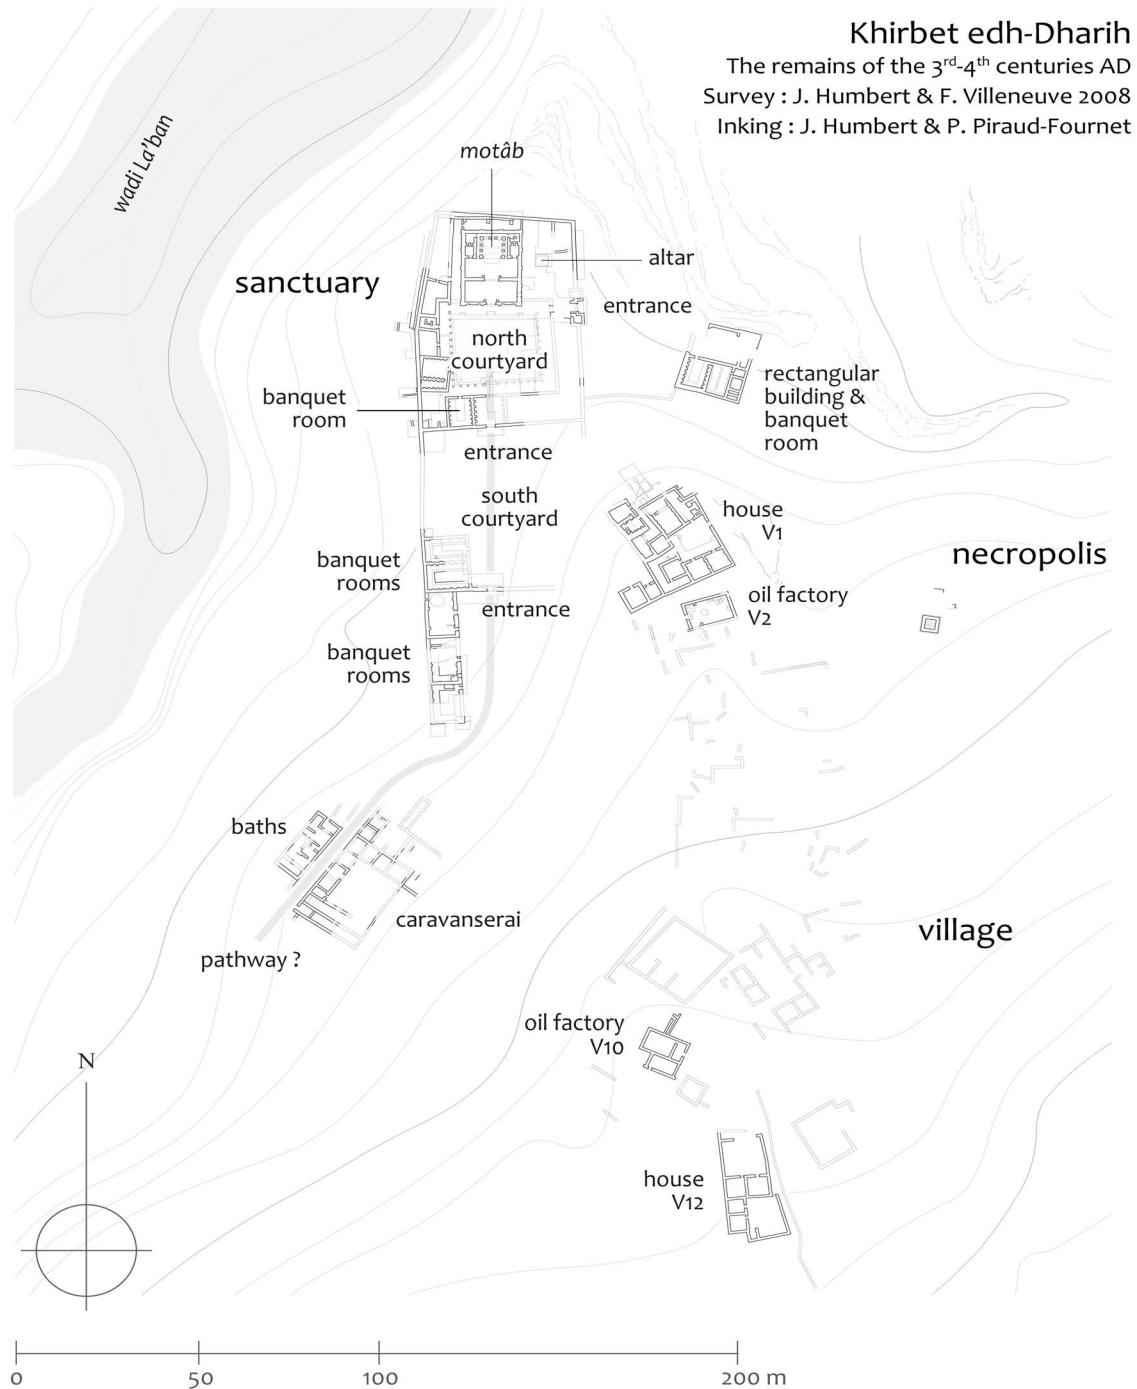 Khirbet edh-Dharih
The remains of the 3rd-4th centuries AD
Survey : J. Humbert & F. Villeneuve 2008
Inking : J. Humbert & P. Piraud-Fournet
wadi La'ban
motâb
altar
sanctuary
entrance
north
courtyard
rectangular
building &
banquet
room
banquet
room
entrance
south
courtyard
house
V1
necropolis
banquet
rooms
oil factory
V2
entrance
banquet
rooms
baths
caravanserai
village
pathway ?
oil factory
V10
N
house
V12
0
50
100
200 m